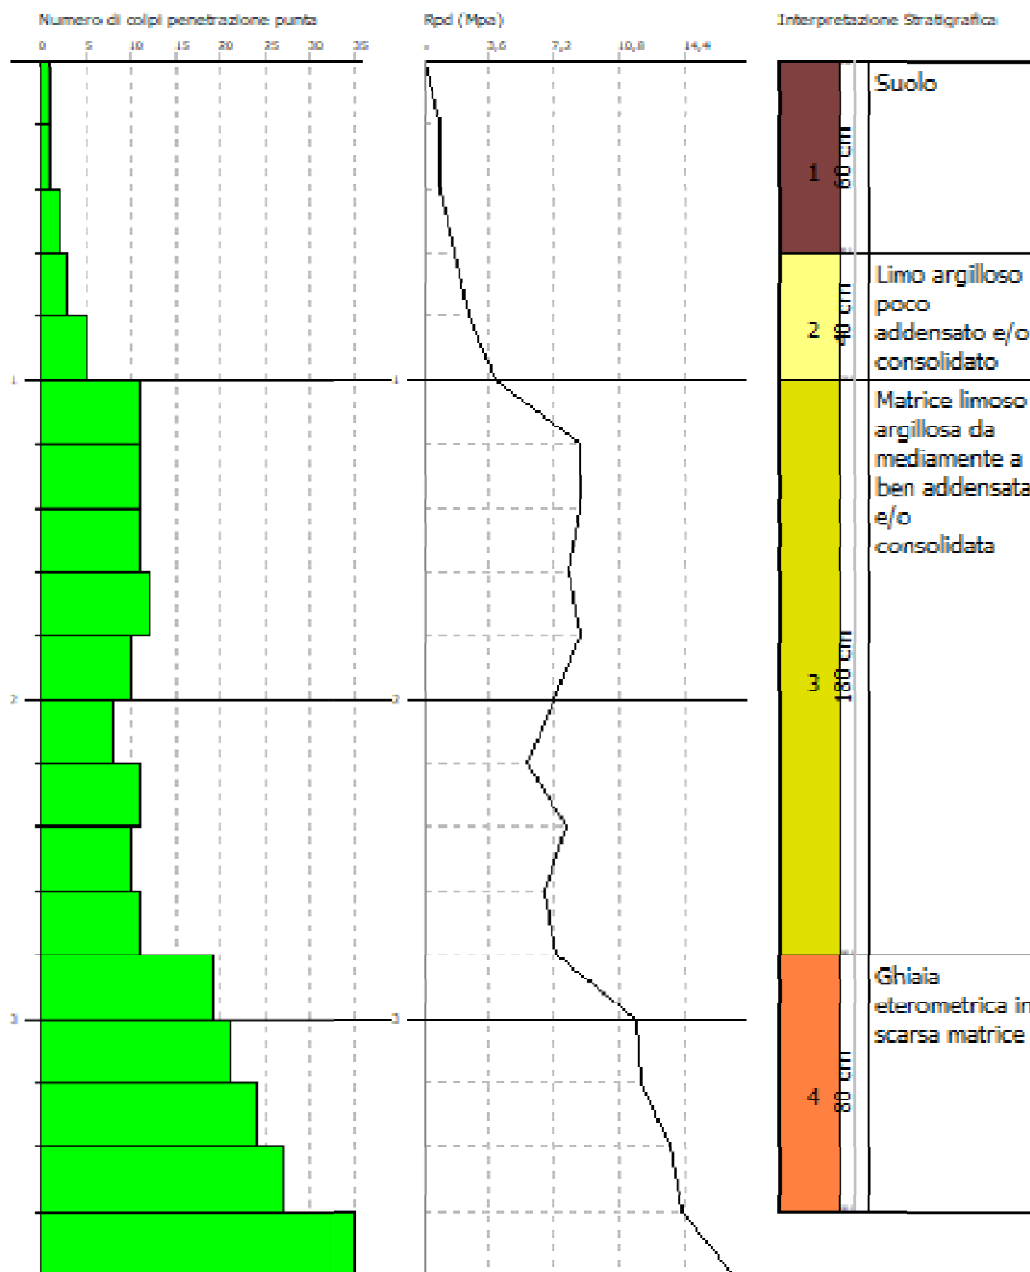 Numero di colpi penetrazione punta
Rpd (Mpa)
Interpretazione Stratigrafica
0 5 10 15 20 25 30 35
3,6 7,2 10,8 14,4
1
2
3
1
2
3
1
60 cm
Suolo
2
40 cm
Limo argilloso
poco
addensato e/o
consolidato
3
180 cm
Matrice limoso
argillosa da
mediamente a
ben addensata
e/o
consolidata
4
80 cm
Ghiaia
eterometrica in
scarsa matrice